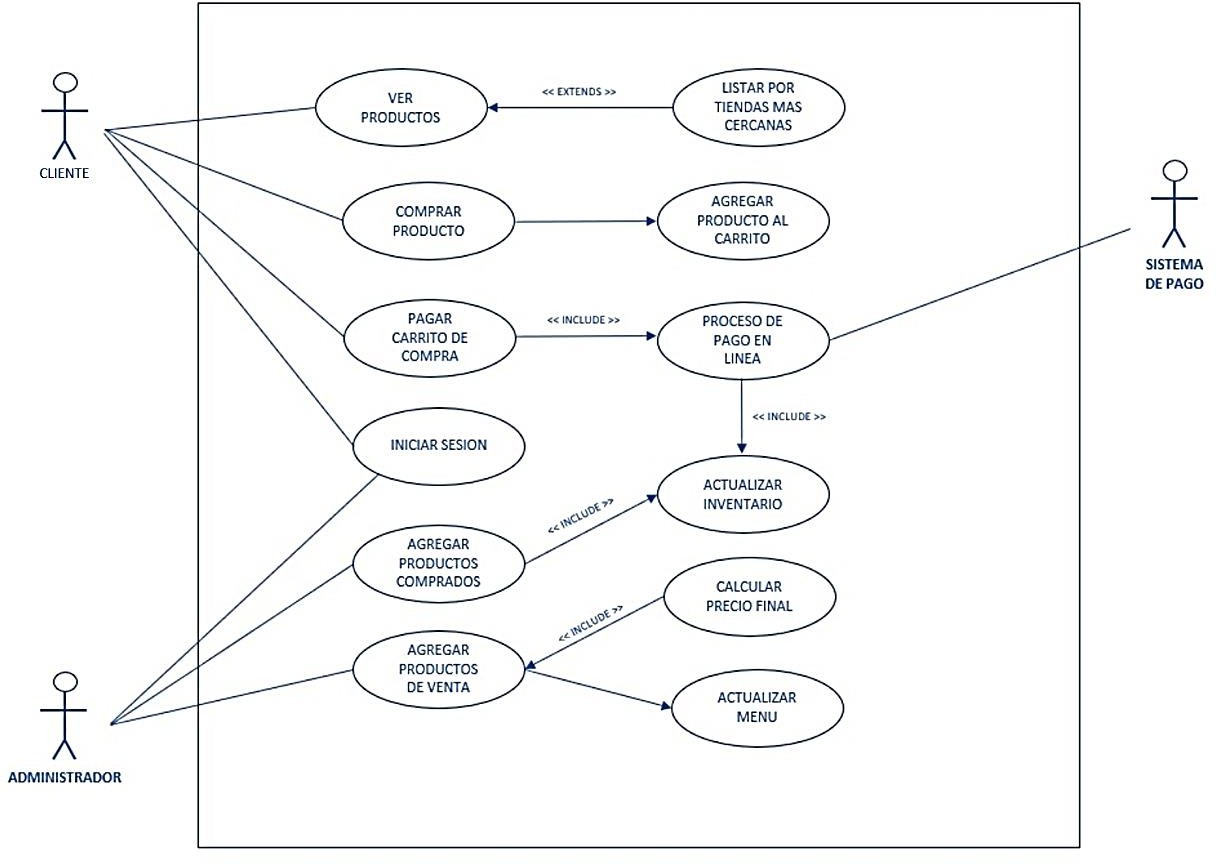 VER
PRODUCTOS
<< EXTENDS >>
LISTAR POR
TIENDAS MAS
CERCANAS
CLIENTE
COMPRAR
PRODUCTO
AGREGAR
PRODUCTO AL
CARRITO
SISTEMA
DE PAGO
PAGAR
CARRITO DE
COMPRA
<< INCLUDE >>
PROCESO DE
PAGO EN
LINEA
<< INCLUDE >>
INICIAR SESION
ACTUALIZAR
INVENTARIO
<< INCLUDE >>
AGREGAR
PRODUCTOS
COMPRADOS
CALCULAR
PRECIO FINAL
<< INCLUDE >>
AGREGAR
PRODUCTOS
DE VENTA
ACTUALIZAR
MENU
ADMINISTRADOR